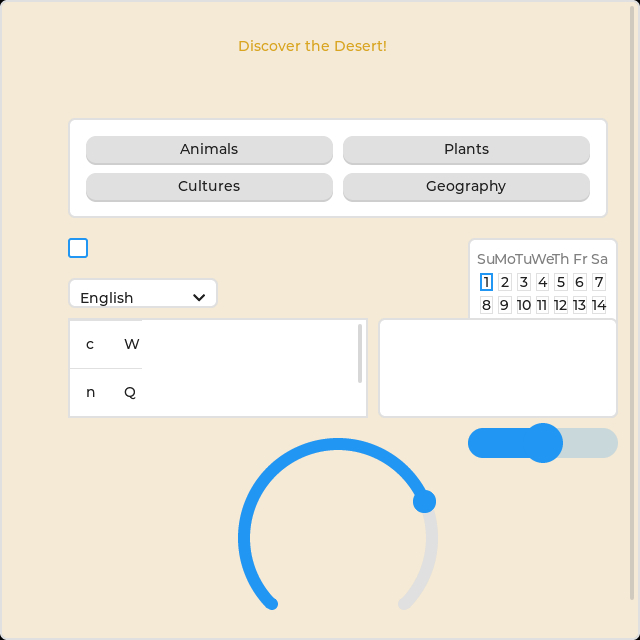 Discover the Desert!
Animals Plants
Cultures Geography
Su Mo Tu We Th Fr Sa
1 2 3 4 5 6 7
English
8 9 10 11 12 13 14
c W
n Q